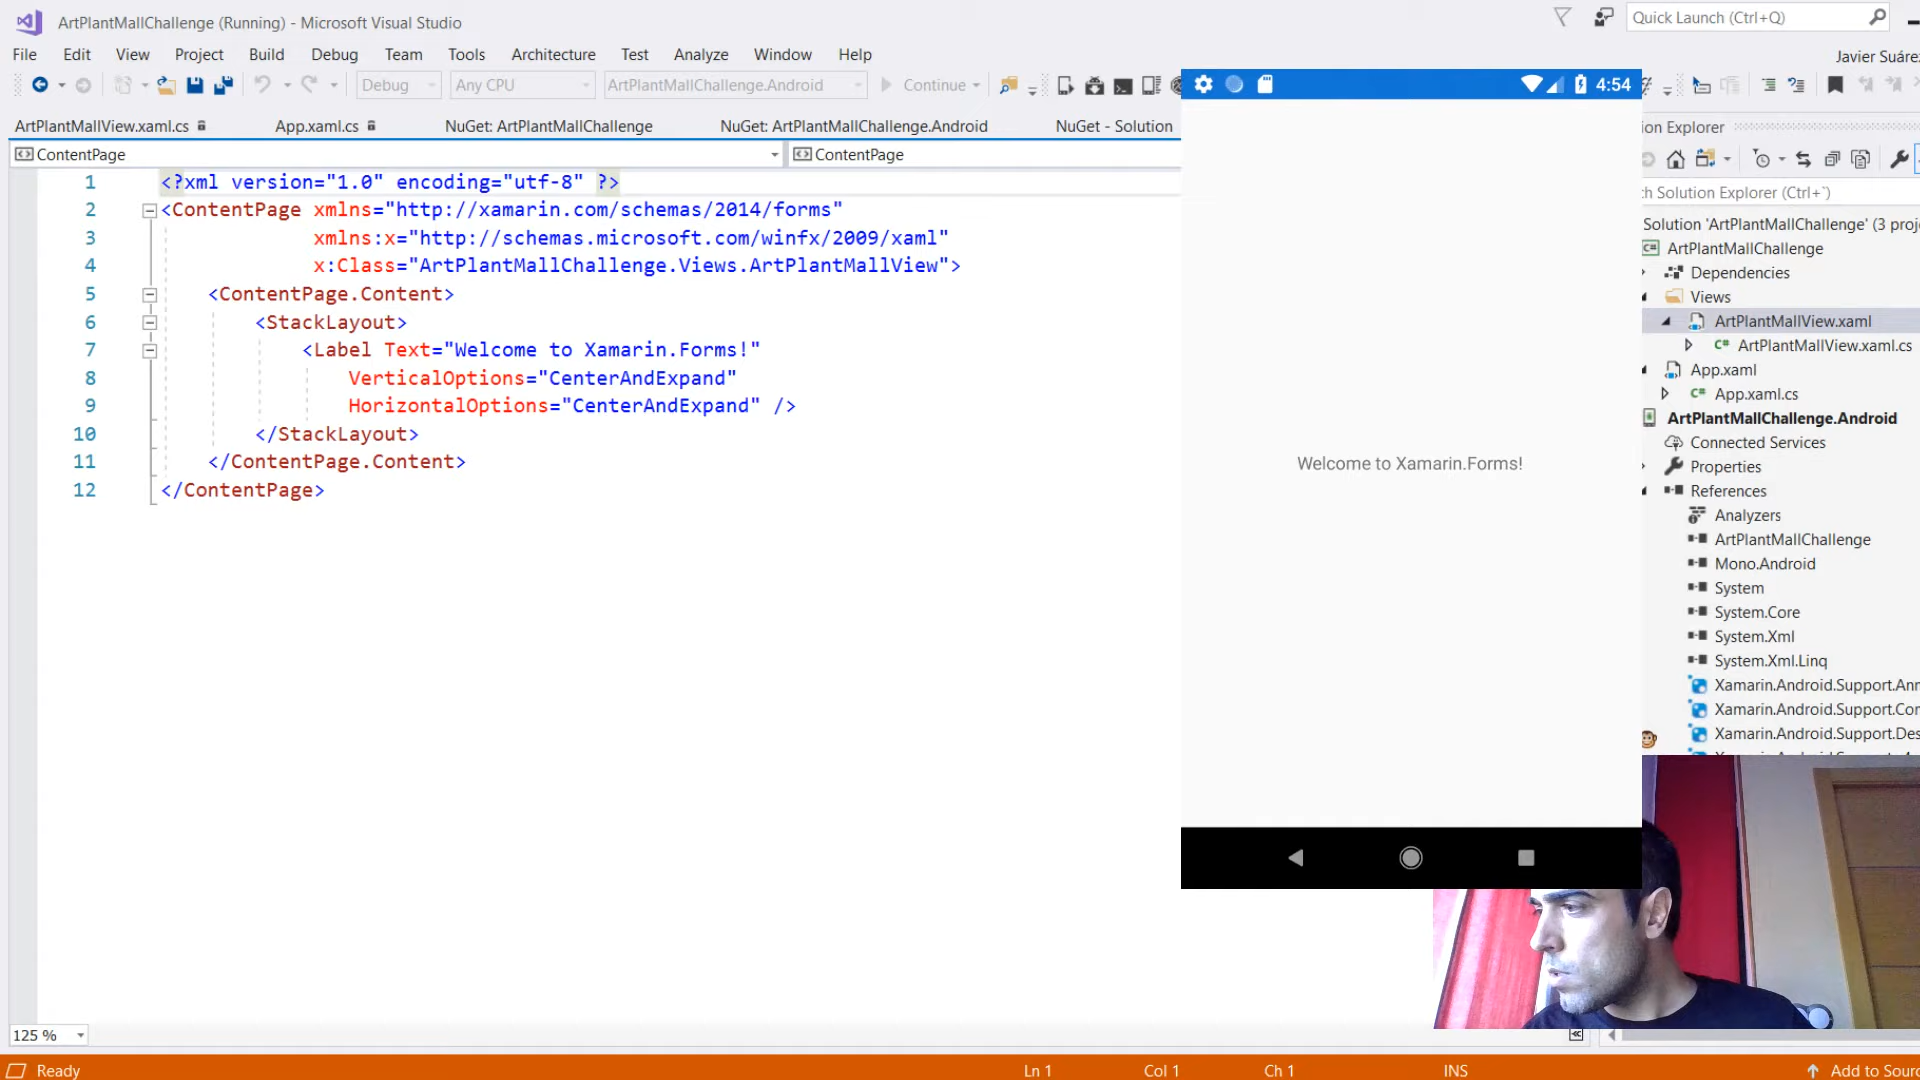 ArtPlantMallChallenge (Running) - Microsoft Visual Studio
Quick Launch (Ctrl+Q)
File Edit View Project Build Debug Team Tools Architecture Test Analyze Window Help
Javier Suáre
Debug Any CPU ArtPlantMallChallenge.Android Continue
4:54
ArtPlantMallView.xaml.cs App.xaml.cs NuGet: ArtPlantMallChallenge NuGet: ArtPlantMallChallenge.Android NuGet - Solution
ion Explorer
ContentPage ContentPage
1 <?xml version="1.0" encoding="utf-8" ?>
2 <ContentPage xmlns="http://xamarin.com/schemas/2014/forms"
3 xmlns:x="http://schemas.microsoft.com/winfx/2009/xaml"
4 x:Class="ArtPlantMallChallenge.Views.ArtPlantMallView">
5 <ContentPage.Content>
6 <StackLayout>
7 <Label Text="Welcome to Xamarin.Forms!"
8 VerticalOptions="CenterAndExpand"
9 HorizontalOptions="CenterAndExpand" />
10 </StackLayout>
11 </ContentPage.Content>
12 </ContentPage>
Welcome to Xamarin.Forms!
ch Solution Explorer (Ctrl+`)
Solution 'ArtPlantMallChallenge' (3 proje
C# ArtPlantMallChallenge
Dependencies
Views
ArtPlantMallView.xaml
C# ArtPlantMallView.xaml.cs
App.xaml
C# App.xaml.cs
ArtPlantMallChallenge.Android
Connected Services
Properties
References
Analyzers
ArtPlantMallChallenge
Mono.Android
System
System.Core
System.Xml
System.Xml.Linq
Xamarin.Android.Support.Ann
Xamarin.Android.Support.Cor
Xamarin.Android.Support.Des
125 %
Ready Ln 1 Col 1 Ch 1 INS Add to Sourc